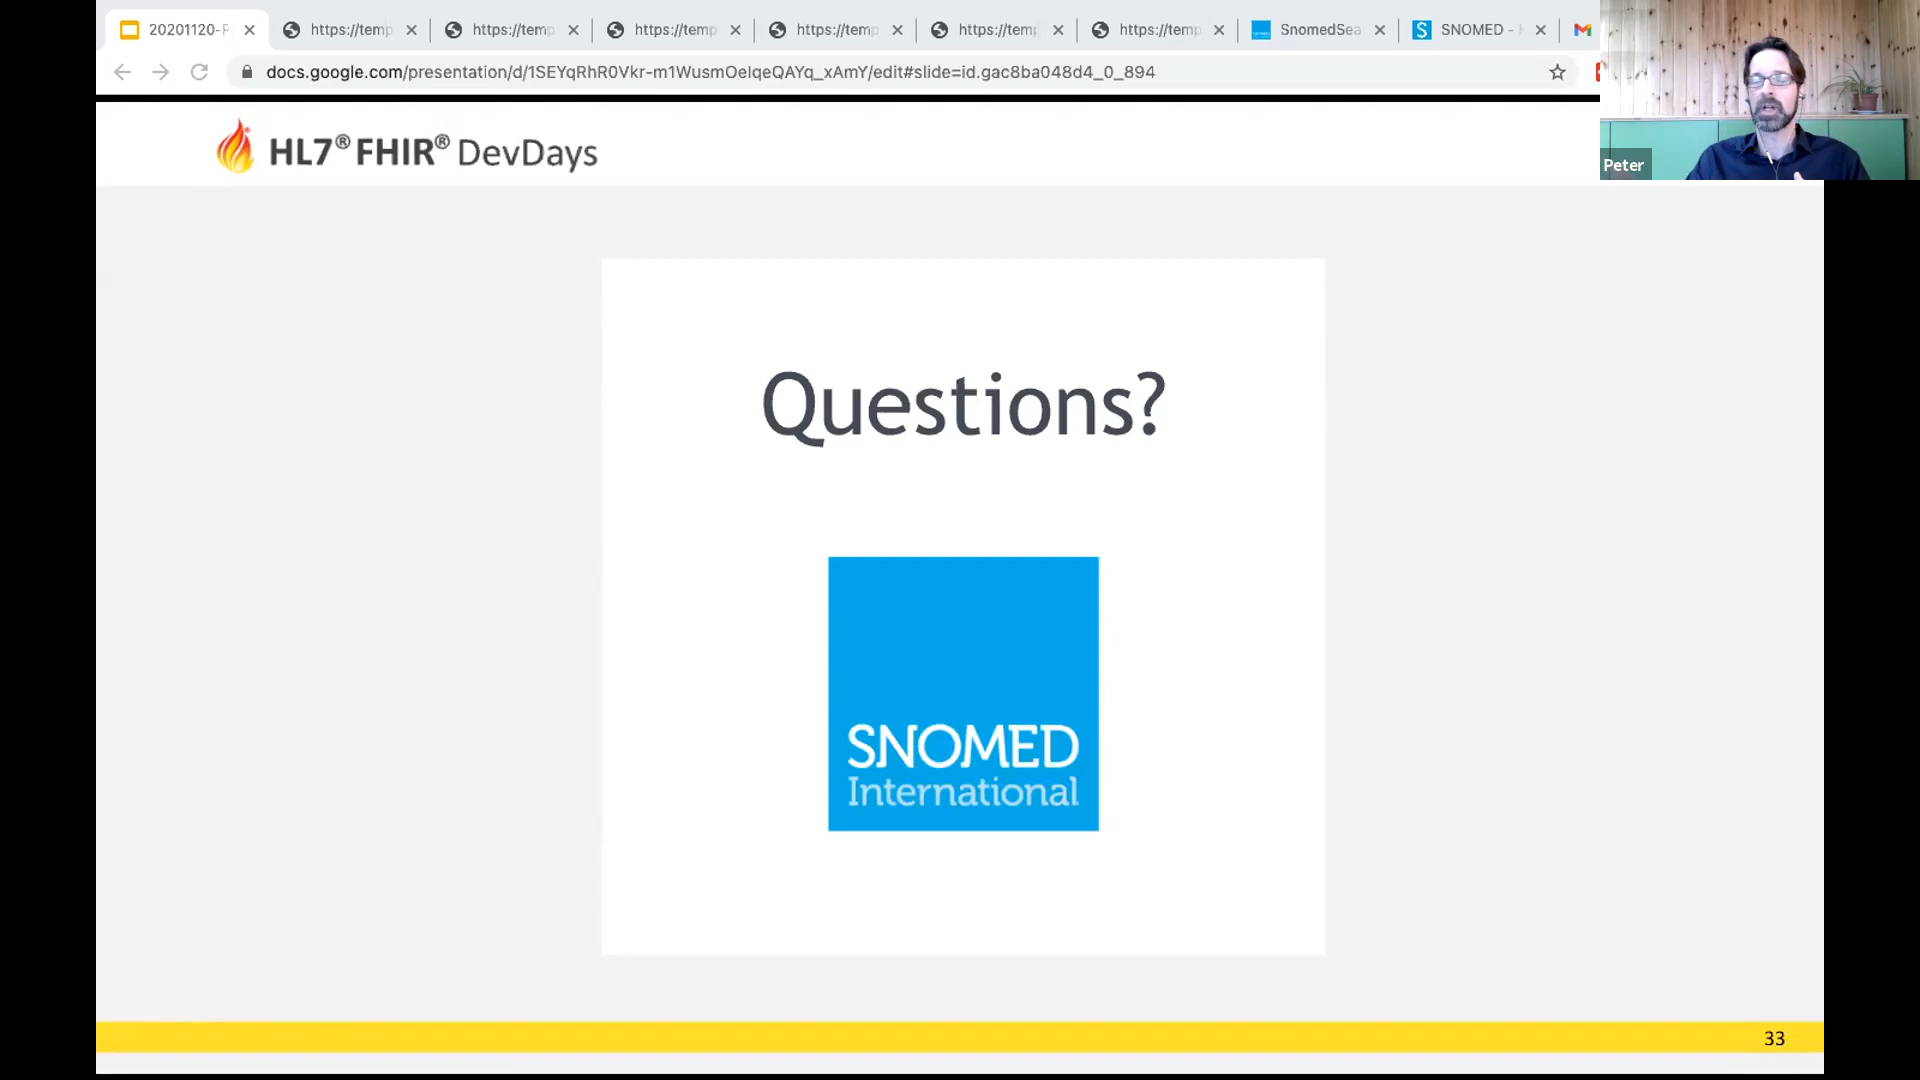 20201120-P
https://temp
https://temp
https://temp
https://temp
https://temp
https://temp
SnomedSea
SNOMED -
docs.google.com/presentation/d/1SEYqRhR0Vkr-m1WusmOelqeQAYq_xAmY/edit#slide=id.gac8ba048d4_0_894
HL7® FHIR® DevDays
Peter
Questions?
SNOMED
International
33